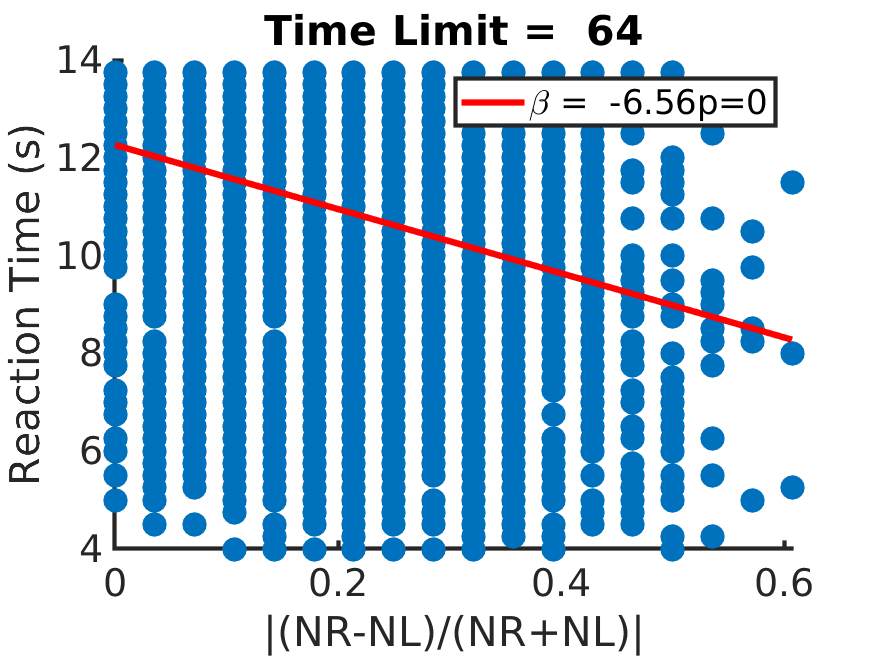 Time Limit =  64
β =  -6.56p=0
Reaction Time (s)
14
12
10
8
6
4
0
0.2
0.4
0.6
|(NR-NL)/(NR+NL)|